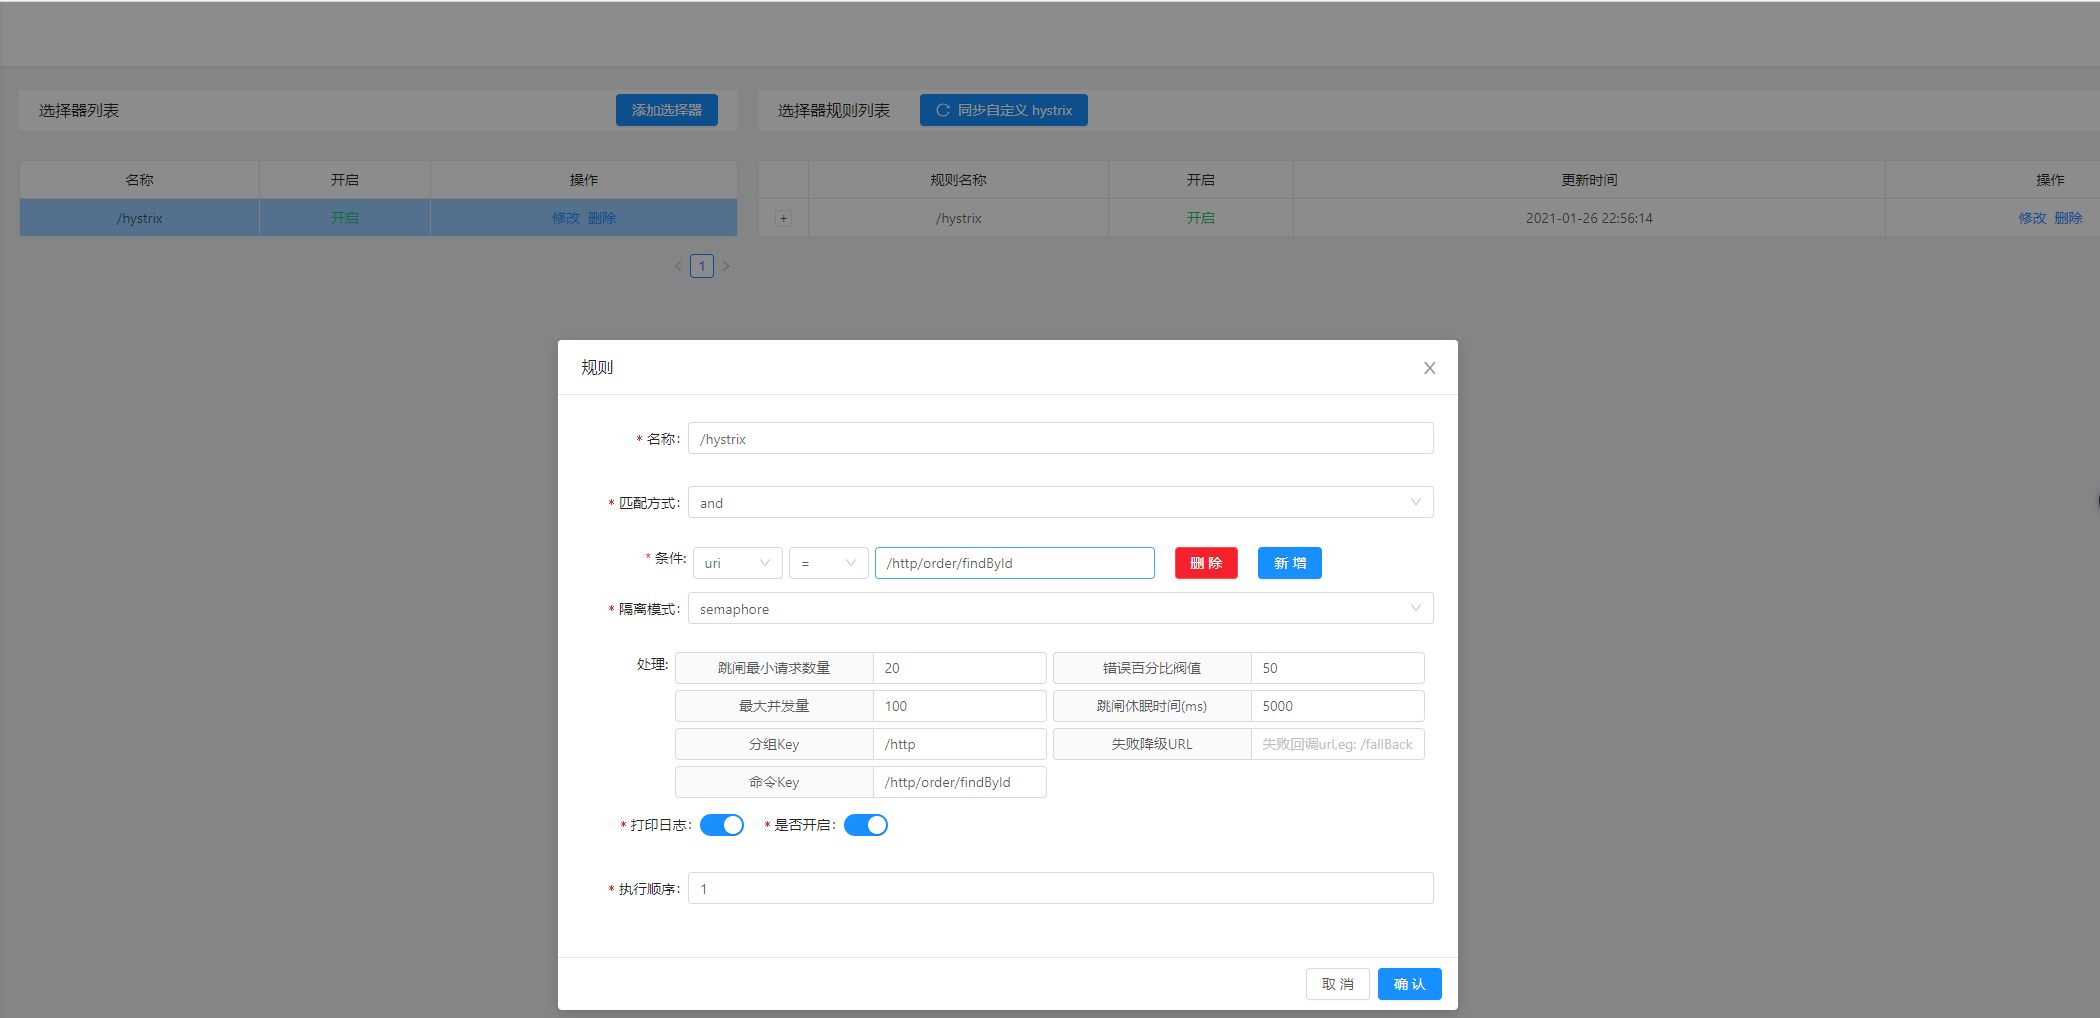 选择器列表 添加选择器 选择器规则列表 同步自定义 hystrix
名称 开启 操作 规则名称 开启 更新时间 操作
/hystrix 开启 修改 删除 + /hystrix 开启 2021-01-26 22:56:14 修改 删除
< 1 >
规则
* 名称: /hystrix
* 匹配方式: and
* 条件: uri = /http/order/findById 删 除 新 增
* 隔离模式: semaphore
处理: 跳闸最小请求数量 20 错误百分比阀值 50
最大并发量 100 跳闸休眠时间(ms) 5000
分组Key /http 失败降级URL 失败回调url,eg: /fallBack
命令Key /http/order/findById
* 打印日志: * 是否开启:
* 执行顺序: 1
取 消 确 认